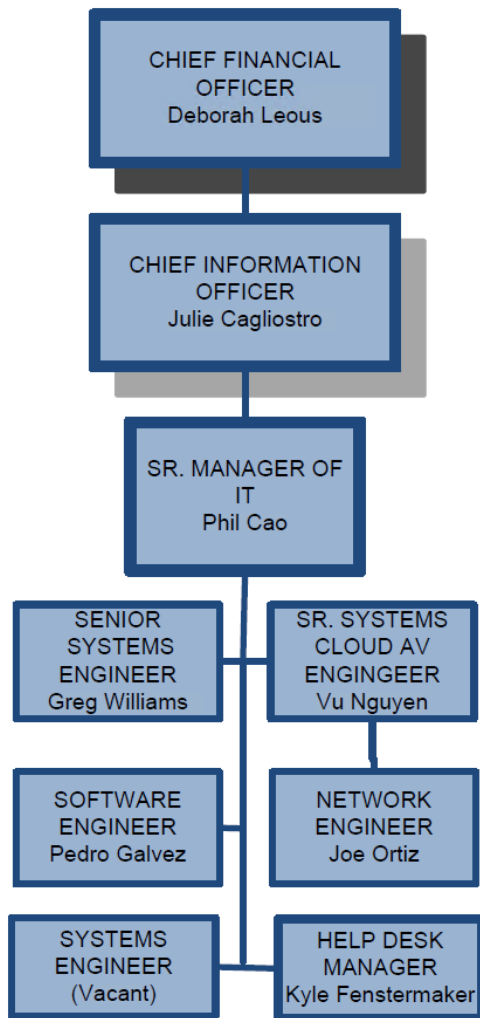 CHIEF FINANCIAL
OFFICER
Deborah Leous
CHIEF INFORMATION
OFFICER
Julie Cagliostro
SR. MANAGER OF
IT
Phil Cao
SENIOR
SYSTEMS
ENGINEER
Greg Williams
SR. SYSTEMS
CLOUD AV
ENGINGEER
Vu Nguyen
SOFTWARE
ENGINEER
Pedro Galvez
NETWORK
ENGINEER
Joe Ortiz
SYSTEMS
ENGINEER
(Vacant)
HELP DESK
MANAGER
Kyle Fenstermaker